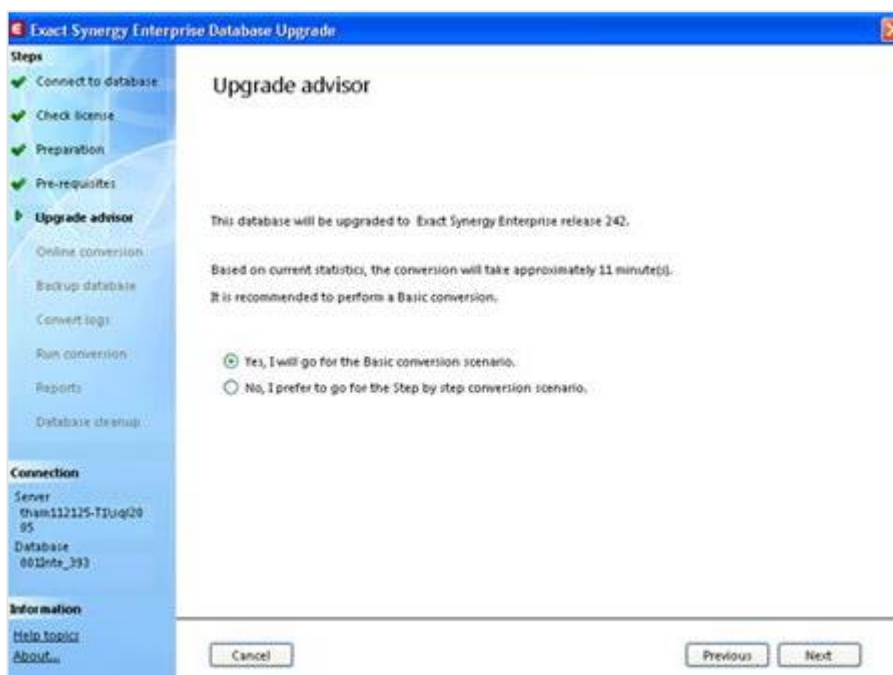 Exact Synergy Enterprise Database Upgrade
Steps
Connect to database
Check license
Preparation
Pre-requisites
Upgrade advisor
Online conversion
Backup database
Convert logs
Run conversion
Reports
Database cleanup
Connection
Server
Database
Information
Help topics
About...
Upgrade advisor
This database will be upgraded to Exact Synergy Enterprise release 242.
Based on current statistics, the conversion will take approximately 11 minute(s).
It is recommended to perform a Basic conversion.
Yes, I will go for the Basic conversion scenario.
No, I prefer to go for the Step by step conversion scenario.
Cancel
Previous
Next